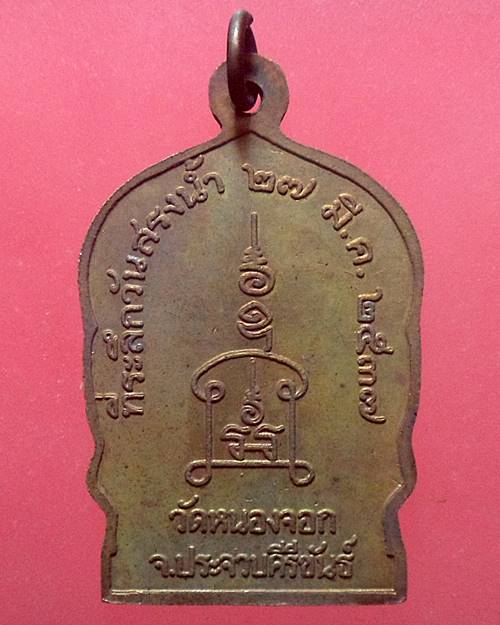 ที่ระลึกวันสรงน้ำ ๒๗ มี.ค. ๒๕๓๗
วัดหนองจอก
จ.ประจวบคีรีขันธ์